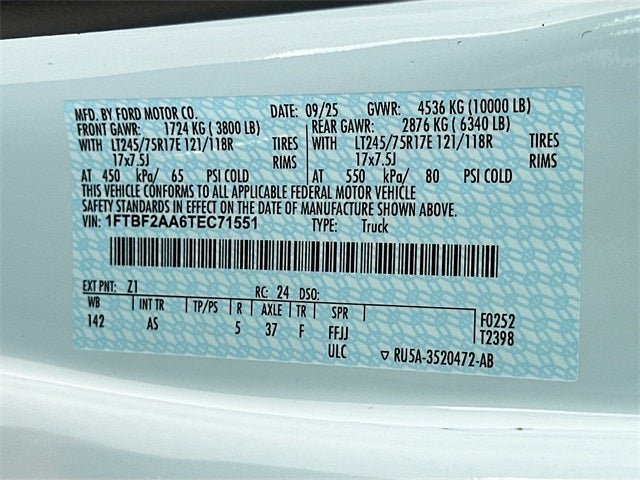 MFD. BY FORD MOTOR CO. DATE: 09/25 GVWR: 4536 KG (10000 LB)
FRONT GAWR: 1724 KG ( 3800 LB) REAR GAWR: 2876 KG ( 6340 LB)
WITH LT245/75R17E 121/118R TIRES WITH LT245/75R17E 121/118R TIRES
17x7.5J RIMS 17x7.5J RIMS
AT 450 kPa/ 65 PSI COLD AT 550 kPa/ 80 PSI COLD
THIS VEHICLE CONFORMS TO ALL APPLICABLE FEDERAL MOTOR VEHICLE
SAFETY STANDARDS IN EFFECT ON THE DATE OF MANUFACTURE SHOWN ABOVE.
VIN: 1FTBF2AA6TEC71551 TYPE: Truck
EXT PNT: Z1 RC: 24 DSO:
WB INT TR TP/PS R AXLE TR SPR F0252
142 AS 5 37 F FFJJ T2398
ULC RU5A-3520472-AB